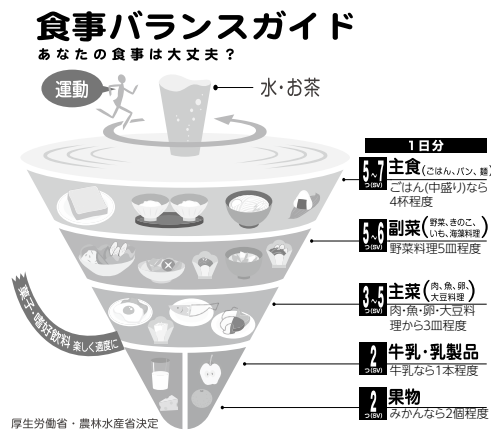 食事バランスガイド
あなたの食事は大丈夫？
運動
水・お茶
1日分
5~7 つ(SV) 主食(ごはん、パン、麺)
ごはん(中盛り)なら
4杯程度
5~6 つ(SV) 副菜(野菜、きのこ、
いも、海藻料理)
野菜料理5皿程度
3~5 つ(SV) 主菜(肉、魚、卵、
大豆料理)
肉・魚・卵・大豆料
理から3皿程度
2 つ(SV) 牛乳・乳製品
牛乳なら1本程度
2 つ(SV) 果物
みかんなら2個程度
菓子・嗜好飲料 楽しく適度に
厚生労働省・農林水産省決定